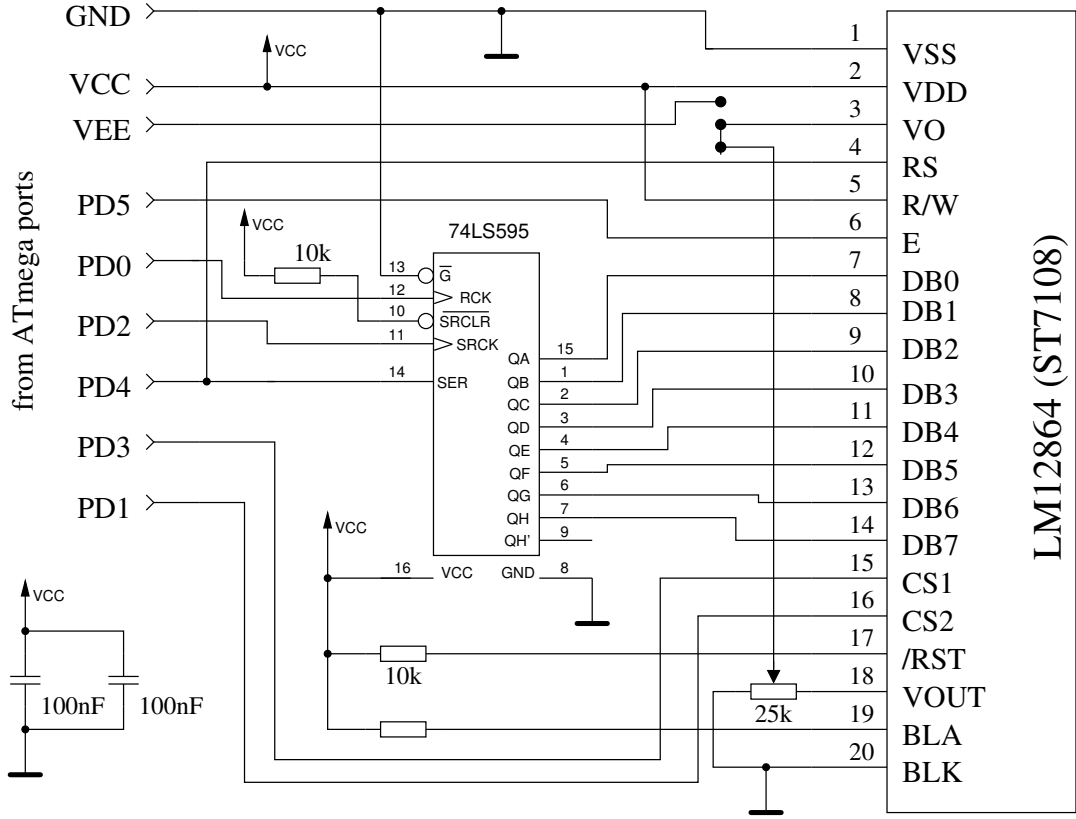 GND
VCC
VCC
VEE
from ATmega ports
PD5
PD0
PD2
PD4
PD3
PD1
VCC
10k
74LS595
13
12
10
11
14
G
RCK
SRCLR
SRCK
SER
QA
QB
QC
QD
QE
QF
QG
QH
QH'
15
1
2
3
4
5
6
7
9
16
VCC
GND
8
VCC
10k
VCC
100nF
100nF
25k
1
VSS
2
VDD
3
VO
4
RS
5
R/W
6
E
7
DB0
8
DB1
9
DB2
10
DB3
11
DB4
12
DB5
13
DB6
14
DB7
15
CS1
16
CS2
17
/RST
18
VOUT
19
BLA
20
BLK
LM12864 (ST7108)